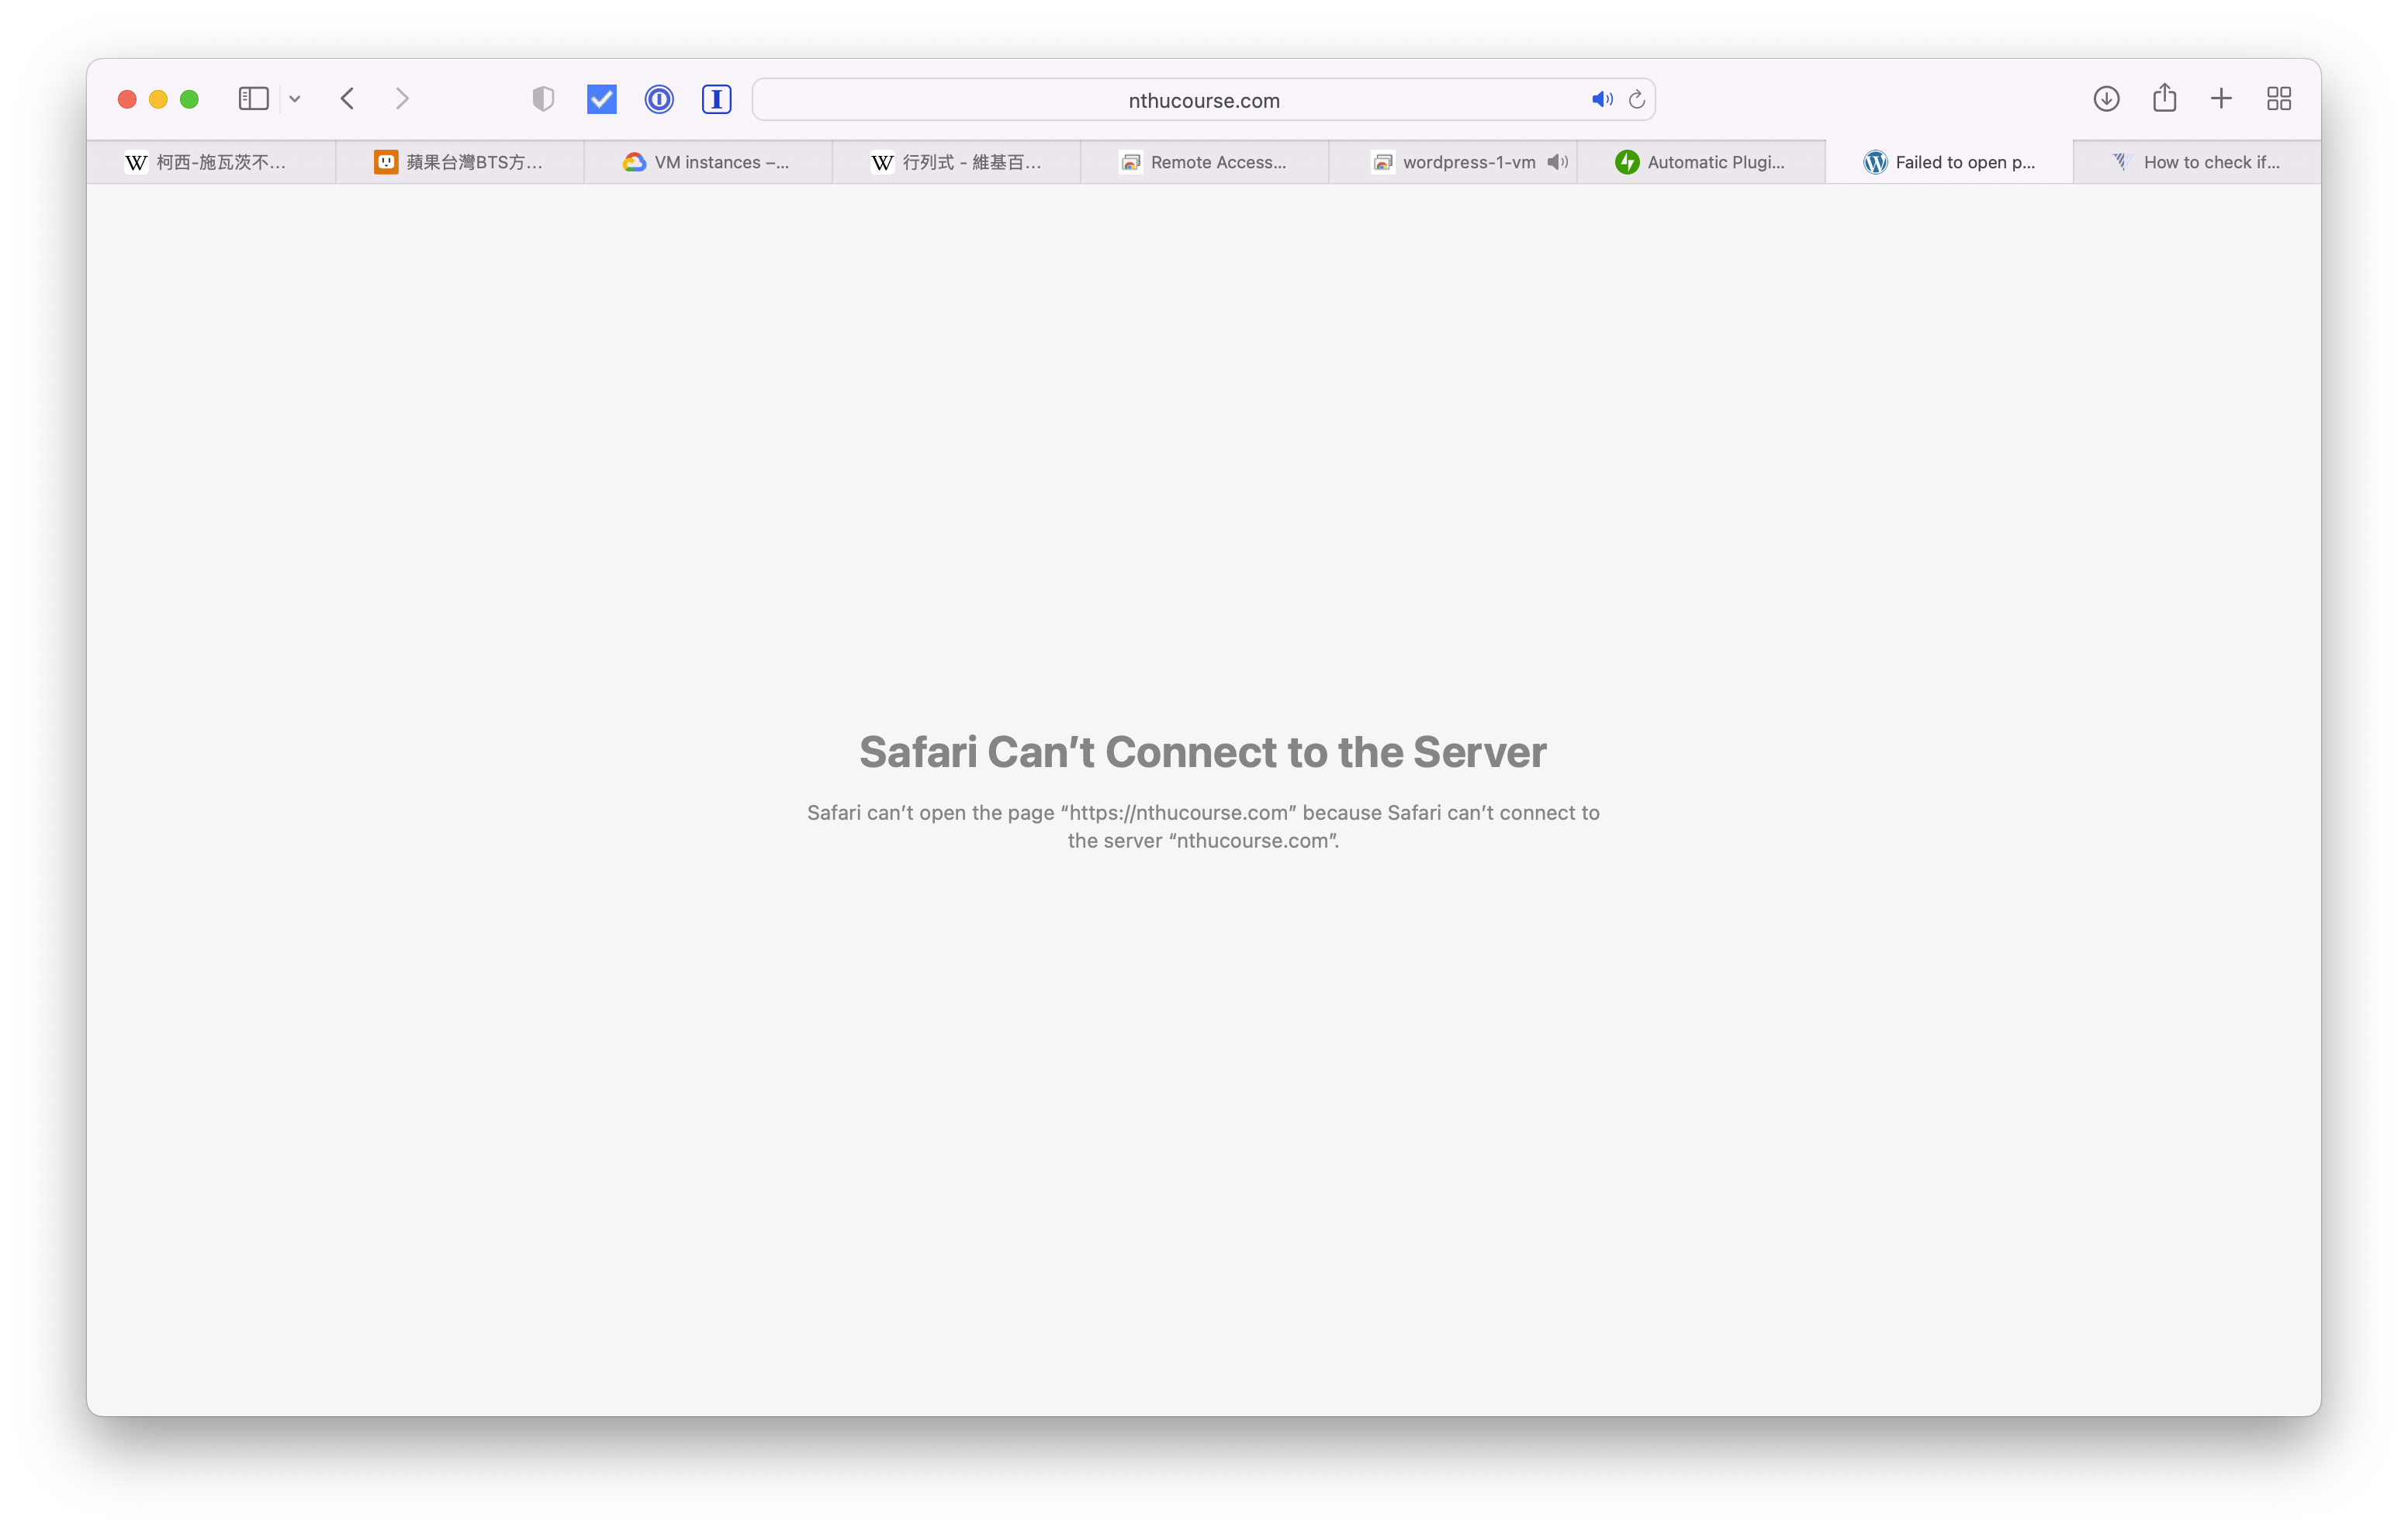 nthucourse.com
柯西-施瓦茨不...
蘋果台灣BTS方...
VM instances –...
行列式 - 維基百...
Remote Access...
wordpress-1-vm
Automatic Plugi...
Failed to open p...
How to check if...
Safari Can’t Connect to the Server
Safari can’t open the page “https://nthucourse.com” because Safari can’t connect to
the server “nthucourse.com”.